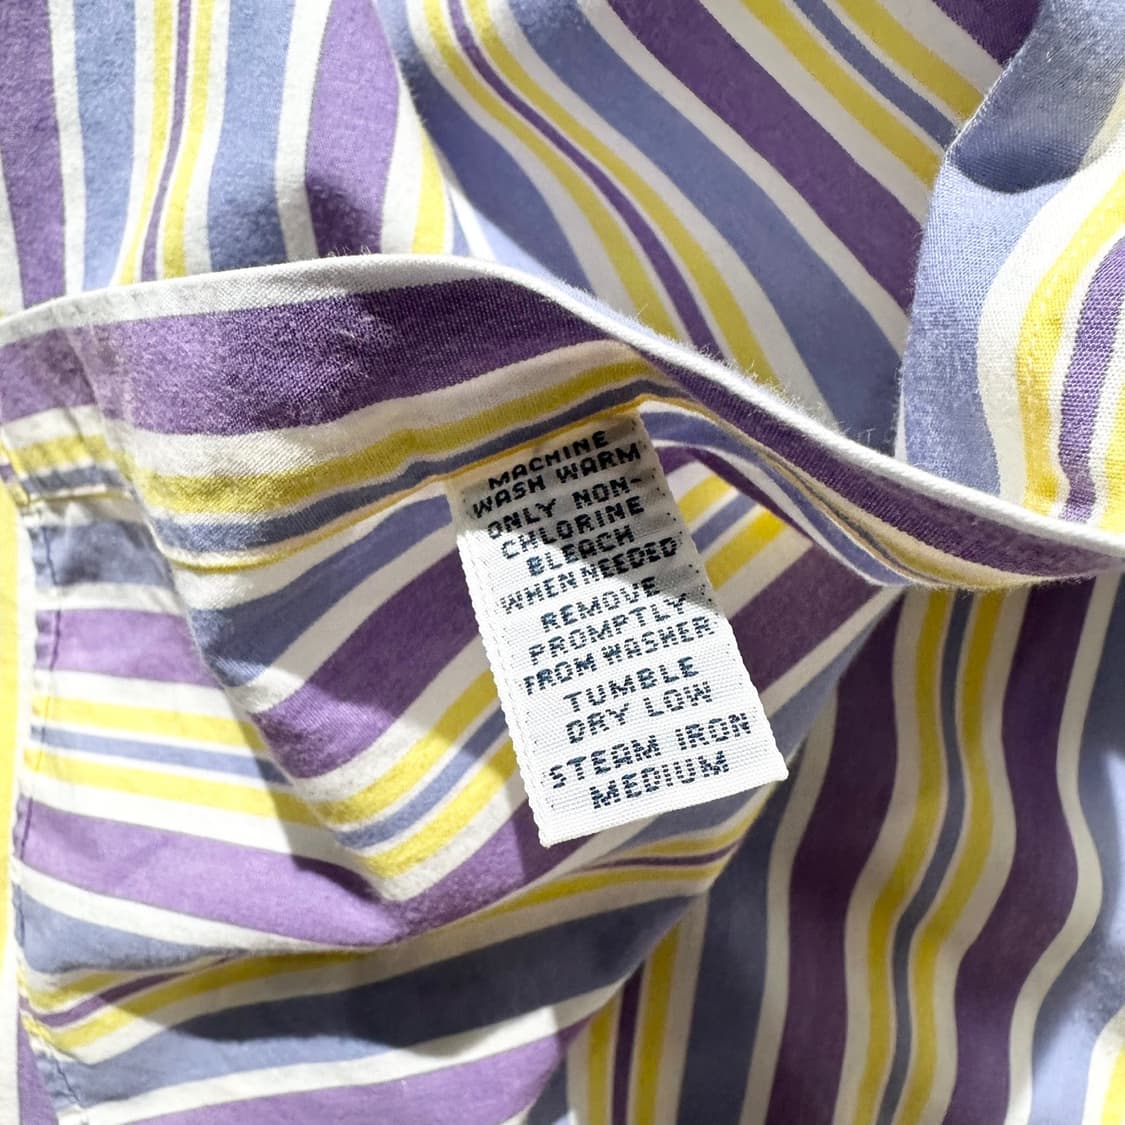 MACHINE
WASH WARM
ONLY NON-
CHLORINE
BLEACH
WHEN NEEDED
REMOVE
PROMPTLY
FROM WASHER
TUMBLE
DRY LOW
STEAM IRON
MEDIUM